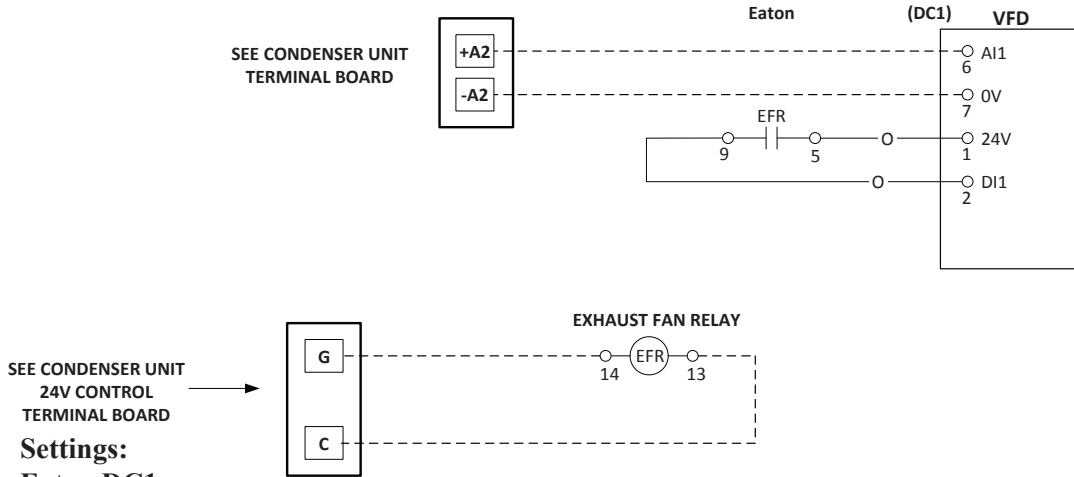 Eaton (DC1) VFD
SEE CONDENSER UNIT
TERMINAL BOARD
+A2
-A2
AI1
6
0V
7
EFR
9
5
O
24V
1
O
DI1
2
EXHAUST FAN RELAY
SEE CONDENSER UNIT
24V CONTROL
TERMINAL BOARD
G
EFR
14
13
C
Settings: